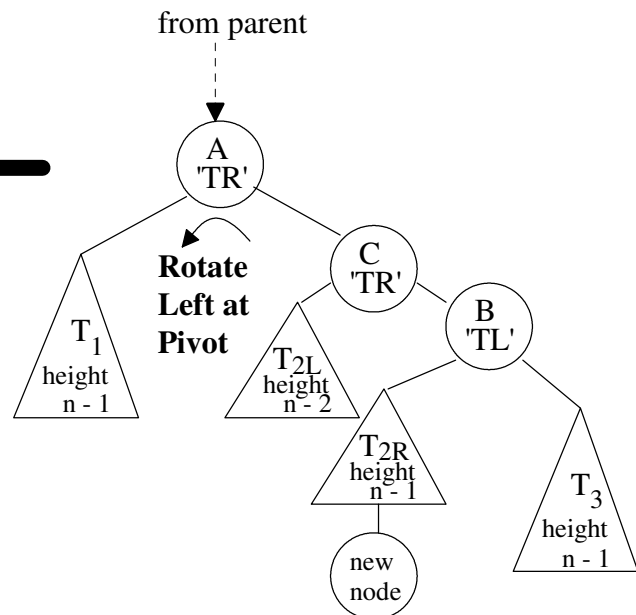 from parent
A
'TR'
C
'TR'
Rotate
Left at
Pivot
B
'TL'
T1
height
n - 1
T2L
height
n - 2
T2R
height
n - 1
T3
height
n - 1
new
node